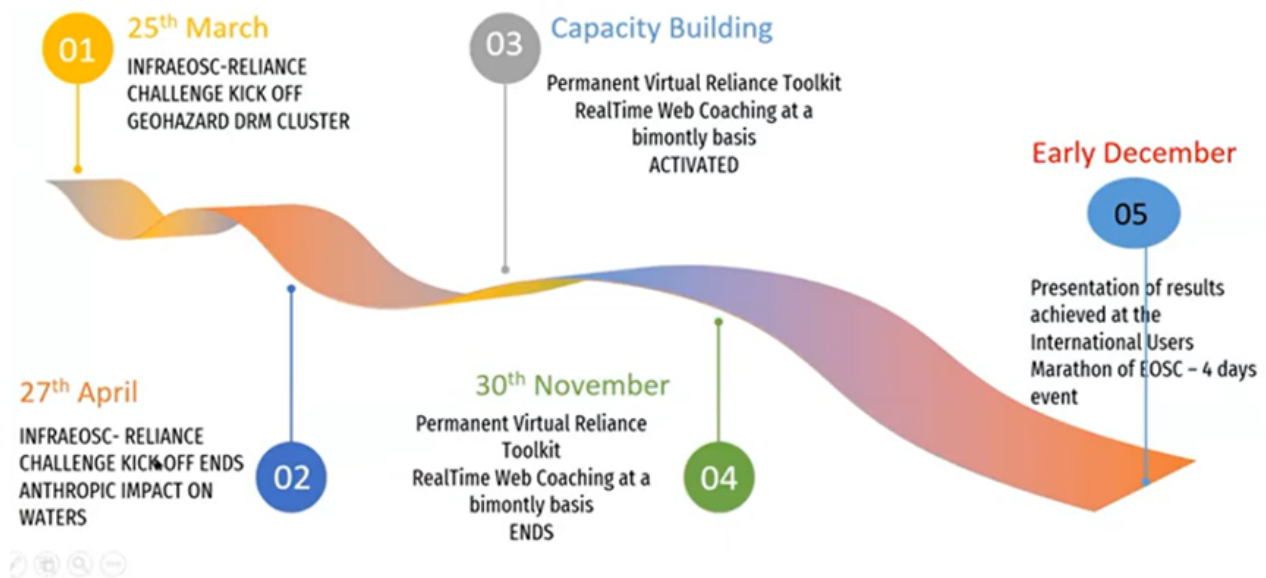 01
25th March
INFRAEOSC-RELIANCE
CHALLENGE KICK OFF
GEOHAZARD DRM CLUSTER
03
Capacity Building
Permanent Virtual Reliance Toolkit
RealTime Web Coaching at a
bimontly basis
ACTIVATED
Early December
05
Presentation of results
achieved at the
International Users
Marathon of EOSC – 4 days
event
27th April
INFRAEOSC- RELIANCE
CHALLENGE KICK OFF ENDS
ANTHROPIC IMPACT ON
WATERS
02
30th November
Permanent Virtual Reliance
Toolkit
RealTime Web Coaching at a
bimontly basis
ENDS
04